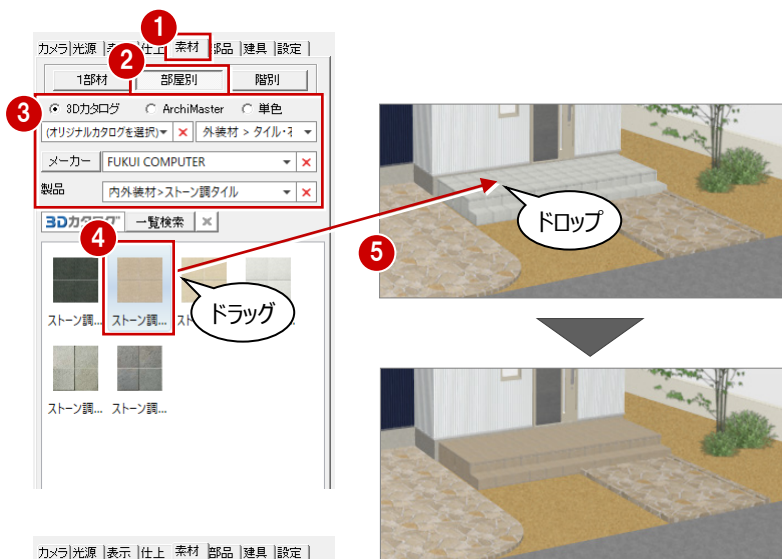 1
カメラ|光源|表示|仕上|素材|部品|建具|設定|
2
1部材 部屋別 階別
3
3Dカタログ ArchiMaster 単色
(オリジナルカタログを選択) 外装材 > タイル・
メーカー FUKUI COMPUTER
製品 内外装材>ストーン調タイル
3Dカタログ 一覧検索
4
5
ドロップ
ドラッグ
ストーン調... ストーン調... スト
ストーン調... ストーン調...
カメラ|光源|表示|仕上|素材|部品|建具|設定|